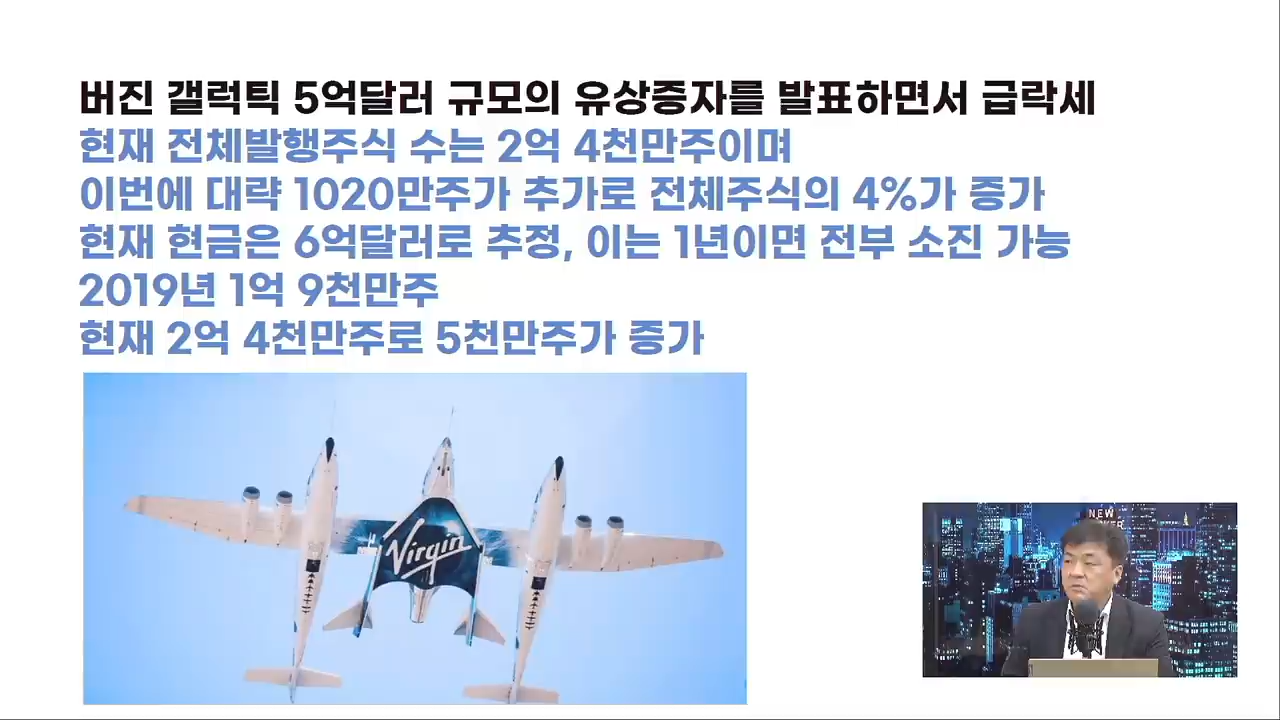 버진 갤럭틱 5억달러 규모의 유상증자를 발표하면서 급락세
현재 전체발행주식 수는 2억 4천만주이며
이번에 대략 1020만주가 추가로 전체주식의 4%가 증가
현재 현금은 6억달러로 추정, 이는 1년이면 전부 소진 가능
2019년 1억 9천만주
현재 2억 4천만주로 5천만주가 증가
Virgin
NEW